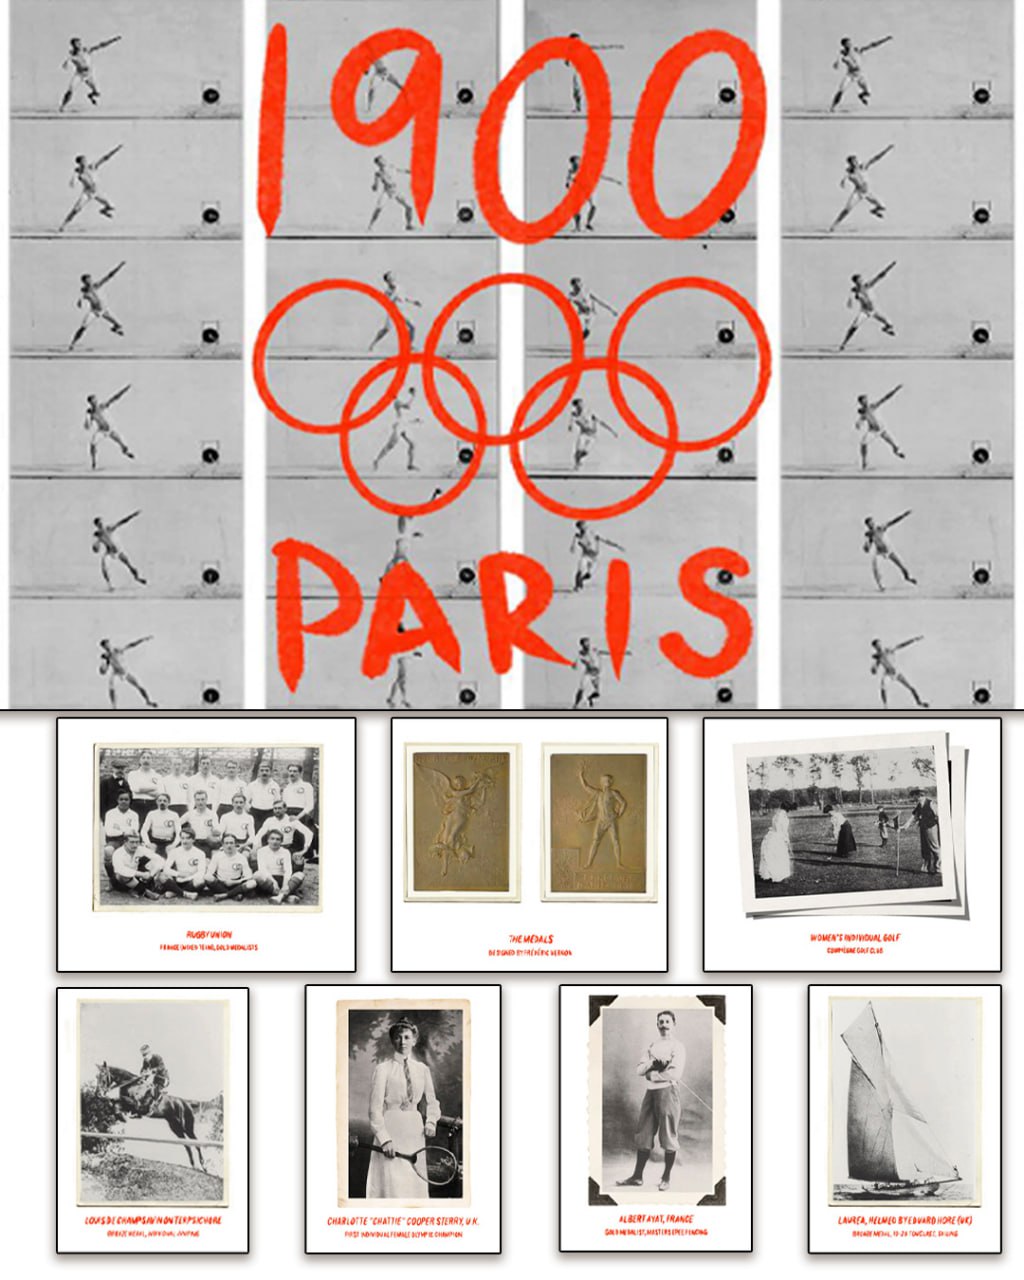 1900
PARIS
RUGBY UNION
FRANCE (WHITE TEAM), GOLD MEDALISTS
THE MEDALS
DESIGNED BY FRÉDÉRIC VERNON
WOMEN'S INDIVIDUAL GOLF
COMPIÈGNE GOLF CLUB
LOUIS DE CHAMPSAVIN ON TERPSICHORE
BRONZE MEDAL, INDIVIDUAL JUMPING
CHARLOTTE "CHATTIE" COOPER STERRY, U.K.
FIRST INDIVIDUAL FEMALE OLYMPIC CHAMPION
ALBERT AYAT, FRANCE
GOLD MEDALIST, MASTERS EPEE FENCING
LAUREA, HELMED BY EDWARD HORE (UK)
BRONZE MEDAL, 10-20 TON CLASS, SAILING